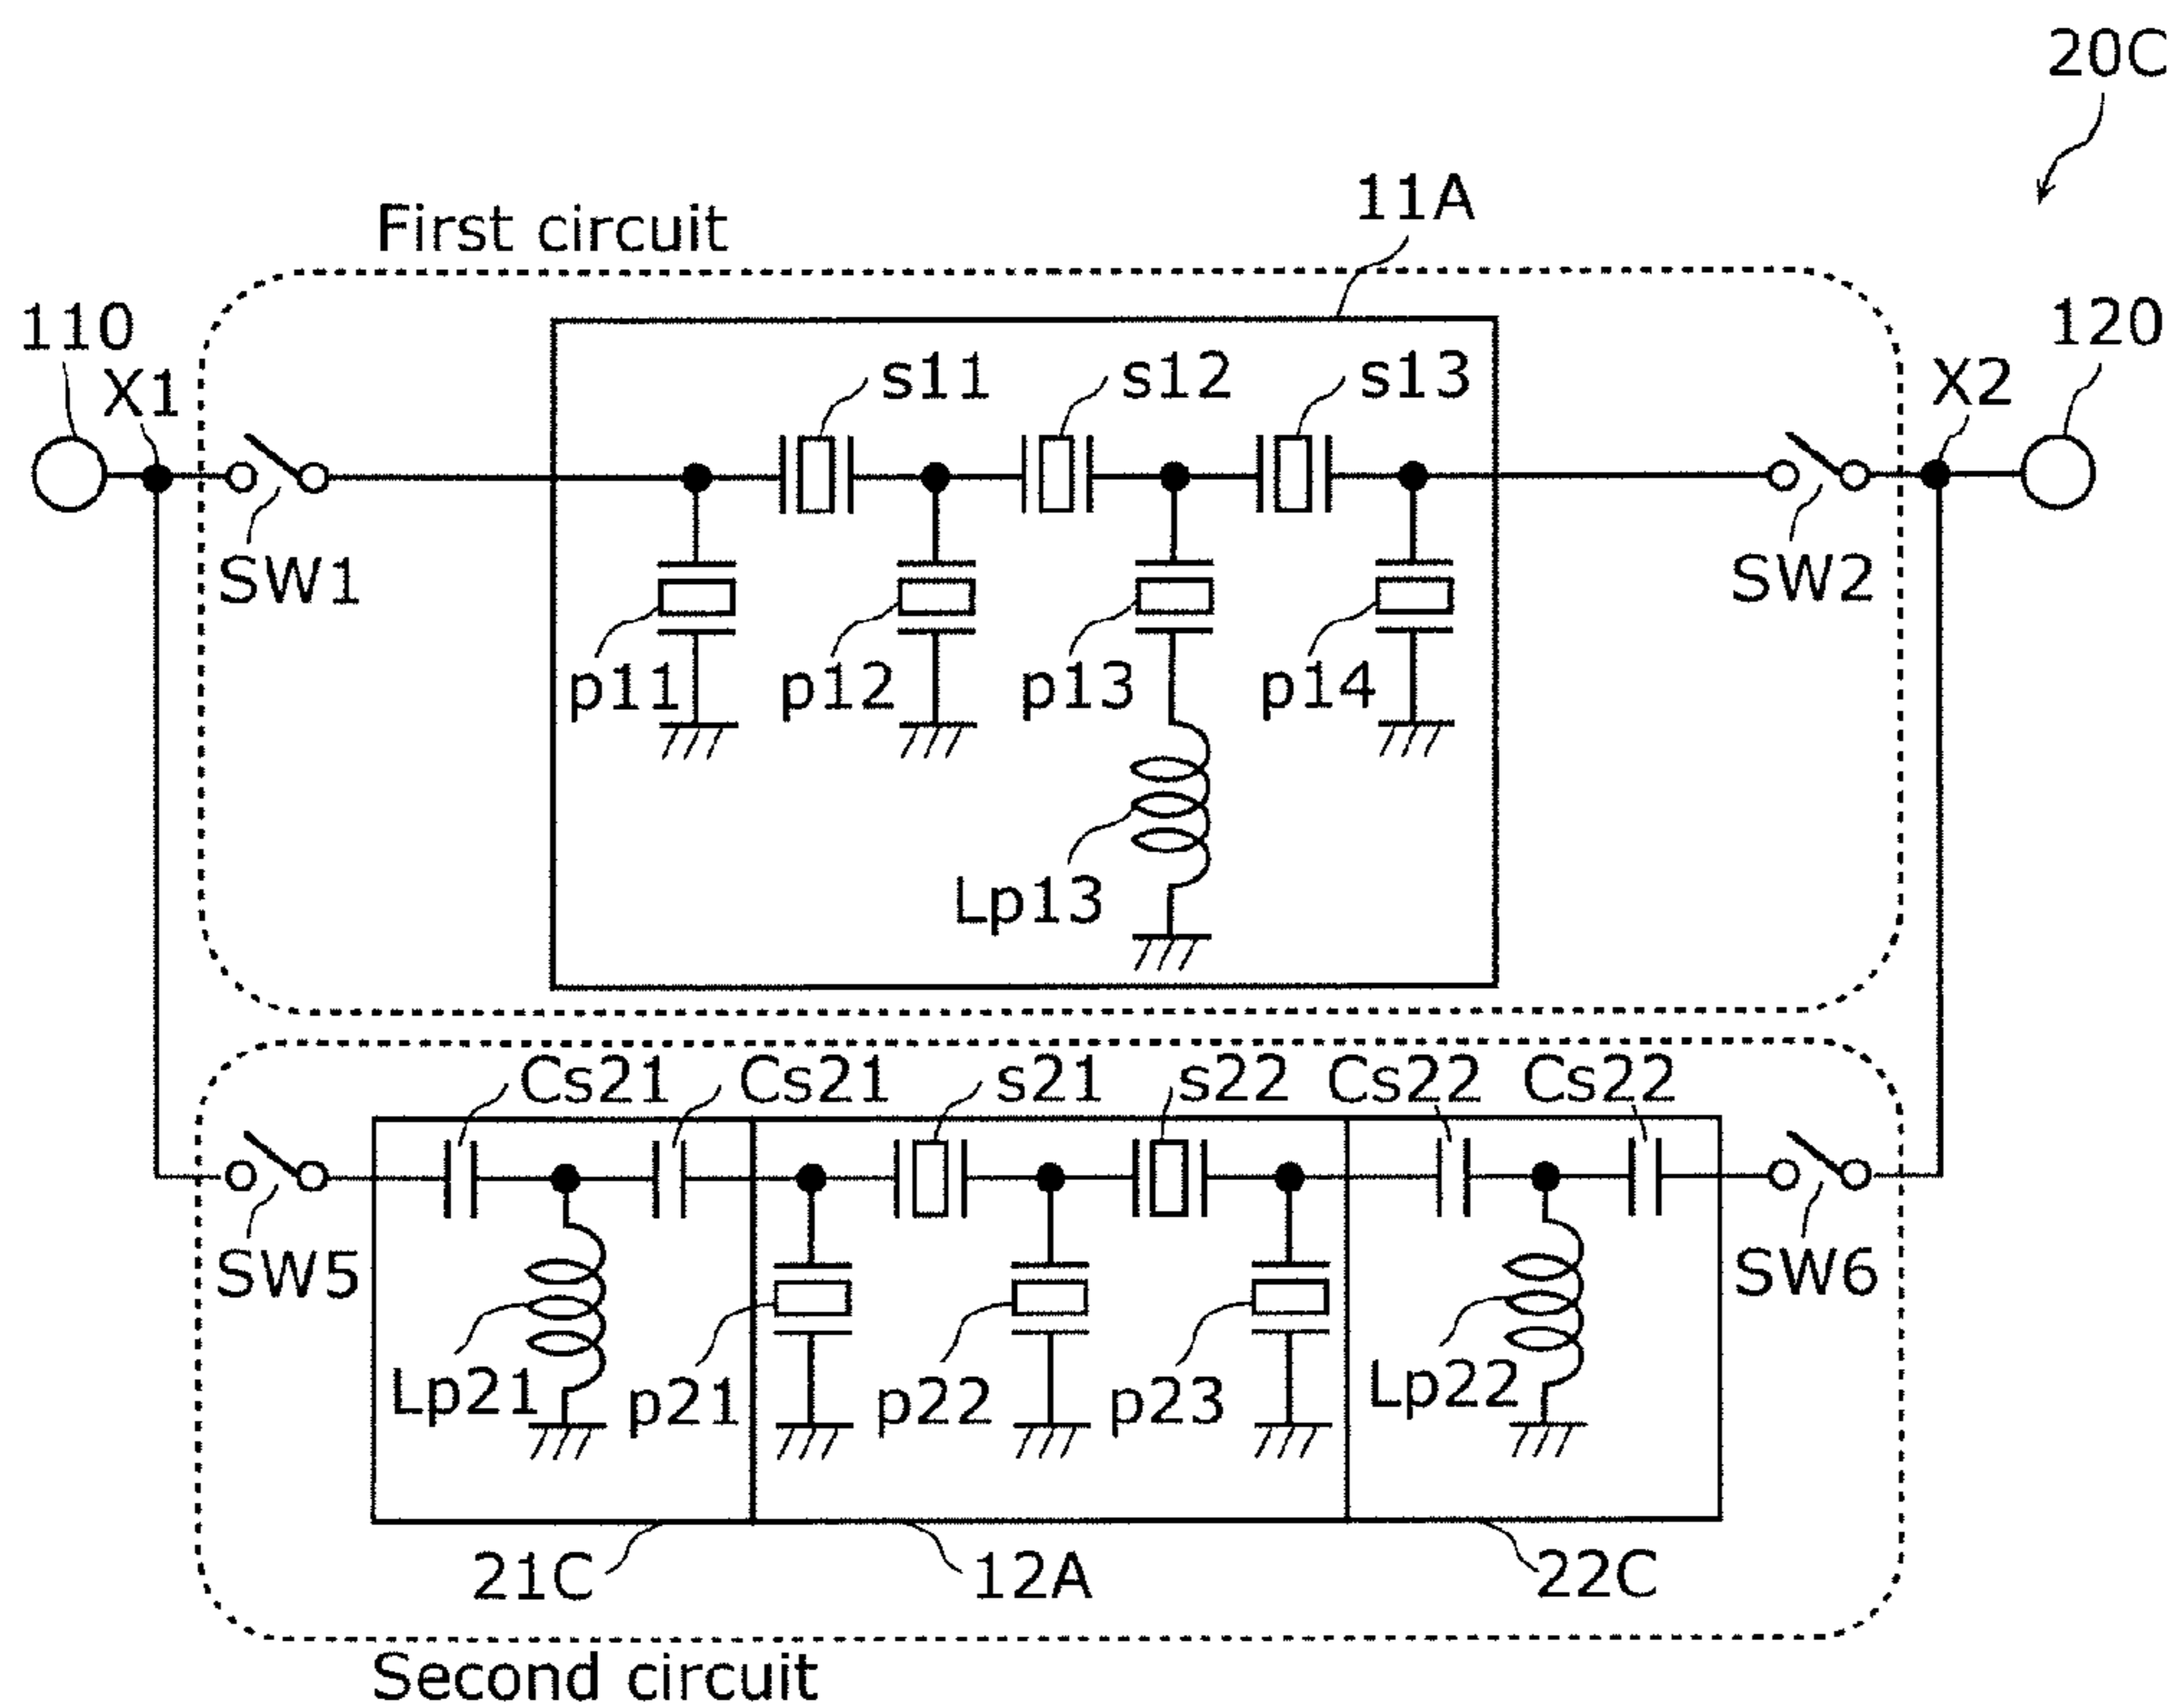 20C
11A
First circuit
110
120
X1
s11
s12
s13
X2
SW1
SW2
p11
p12
p13
p14
Lp13
Cs21
Cs21
s21
s22
Cs22
Cs22
SW5
SW6
Lp21
p21
p22
p23
Lp22
21C
12A
22C
Second circuit